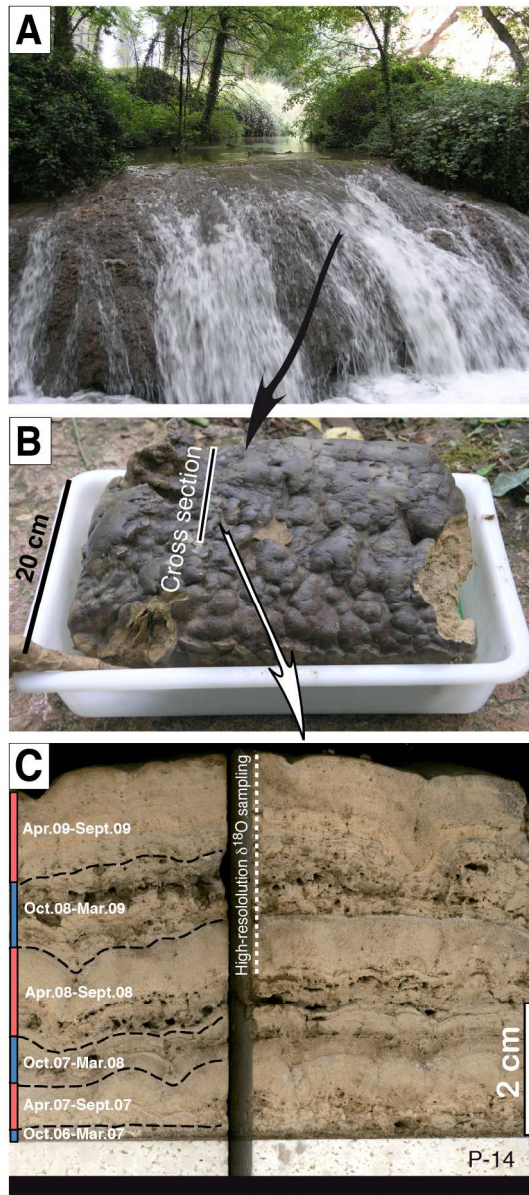 A
B
20 cm
Cross section
C
High-resololution δ¹⁸O sampling
Apr.09-Sept.09
Oct.08-Mar.09
Apr.08-Sept.08
Oct.07-Mar.08
Apr.07-Sept.07
Oct.06-Mar.07
2 cm
P-14